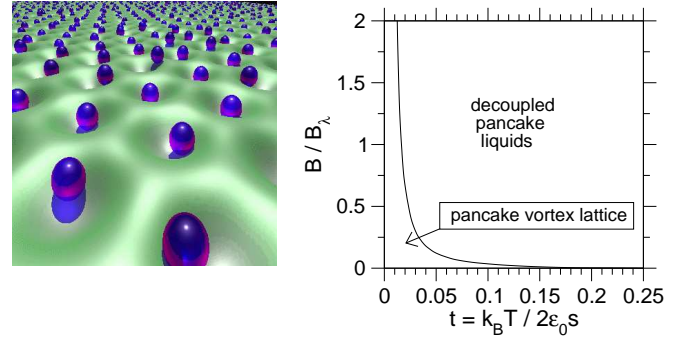 2
1.5
1
0.5
0
B / B_λ
decoupled
pancake
liquids
pancake vortex lattice
0 0.05 0.1 0.15 0.2 0.25
t = k_BT / 2ε_0s